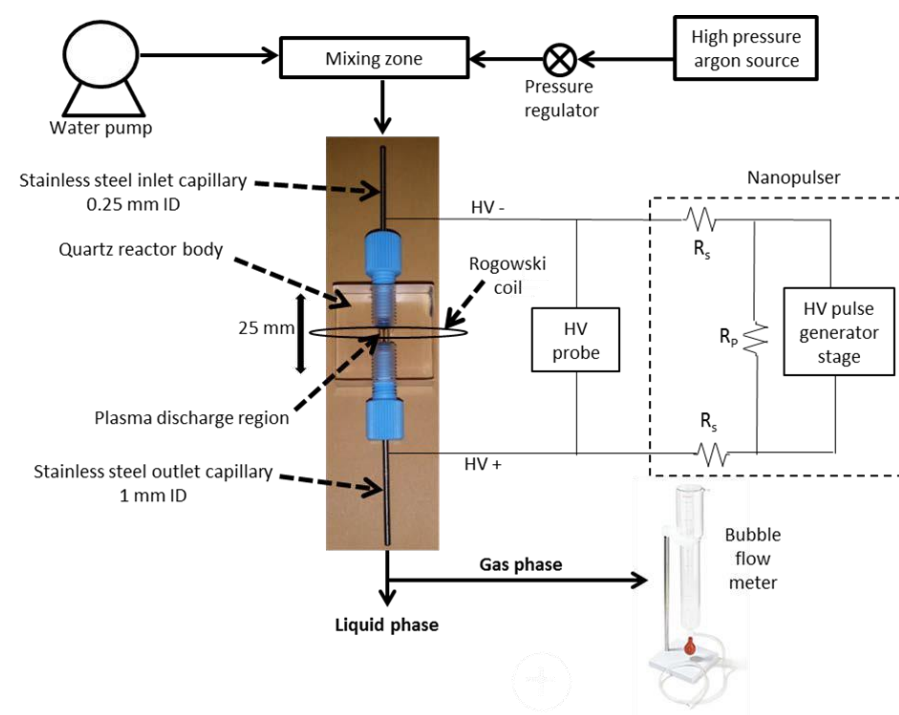 High pressure
argon source
Mixing zone
Pressure
regulator
Water pump
Stainless steel inlet capillary
0.25 mm ID
HV -
Nanopulser
Quartz reactor body
Rogowski
coil
Rs
25 mm
HV
probe
RP
HV pulse
generator
stage
Plasma discharge region
Rs
Stainless steel outlet capillary
1 mm ID
HV +
Bubble
flow
meter
Gas phase
Liquid phase